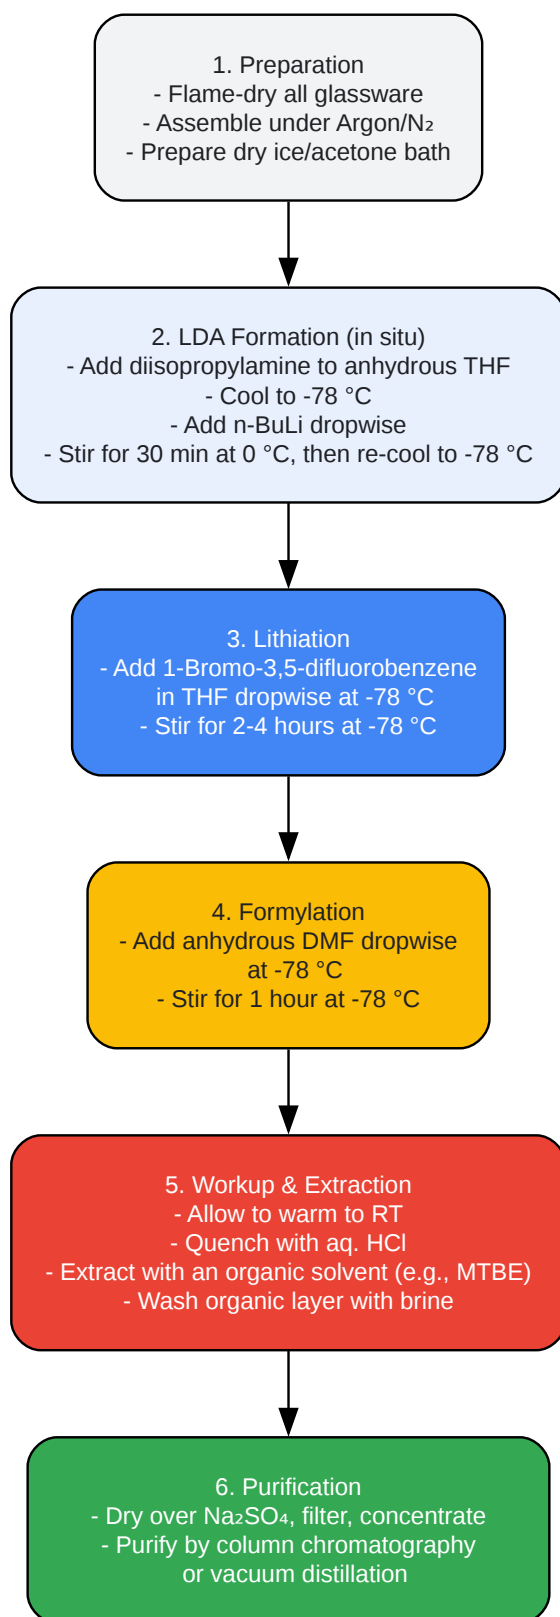 1. Preparation
- Flame-dry all glassware
- Assemble under Argon/N₂
- Prepare dry ice/acetone bath
2. LDA Formation (in situ)
- Add diisopropylamine to anhydrous THF
- Cool to -78 °C
- Add n-BuLi dropwise
- Stir for 30 min at 0 °C, then re-cool to -78 °C
3. Lithiation
- Add 1-Bromo-3,5-difluorobenzene
in THF dropwise at -78 °C
- Stir for 2-4 hours at -78 °C
4. Formylation
- Add anhydrous DMF dropwise
at -78 °C
- Stir for 1 hour at -78 °C
5. Workup & Extraction
- Allow to warm to RT
- Quench with aq. HCl
- Extract with an organic solvent (e.g., MTBE)
- Wash organic layer with brine
6. Purification
- Dry over Na₂SO₄, filter, concentrate
- Purify by column chromatography
or vacuum distillation